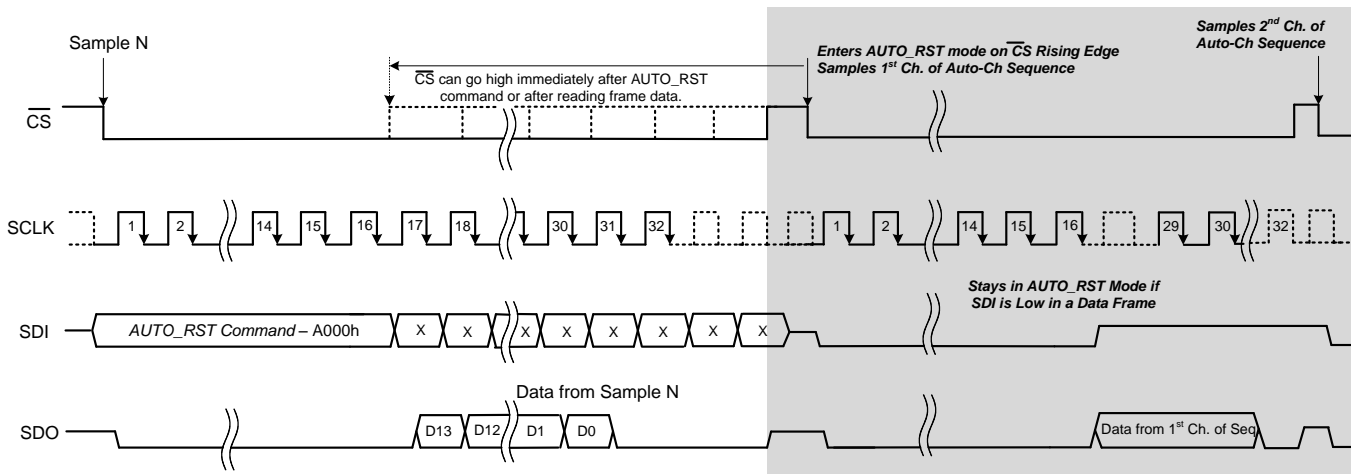 Sample N
Enters AUTO_RST mode on CS Rising Edge
Samples 1st Ch. of Auto-Ch Sequence
Samples 2nd Ch. of
Auto-Ch Sequence
CS can go high immediately after AUTO_RST
command or after reading frame data.
CS
SCLK
1 2 14 15 16 17 18 30 31 32 1 2 14 15 16 29 30 32
Stays in AUTO_RST Mode if
SDI is Low in a Data Frame
SDI
AUTO_RST Command – A000h X X X X X X X X
Data from Sample N
SDO
D13 D12 D1 D0 Data from 1st Ch. of Seq